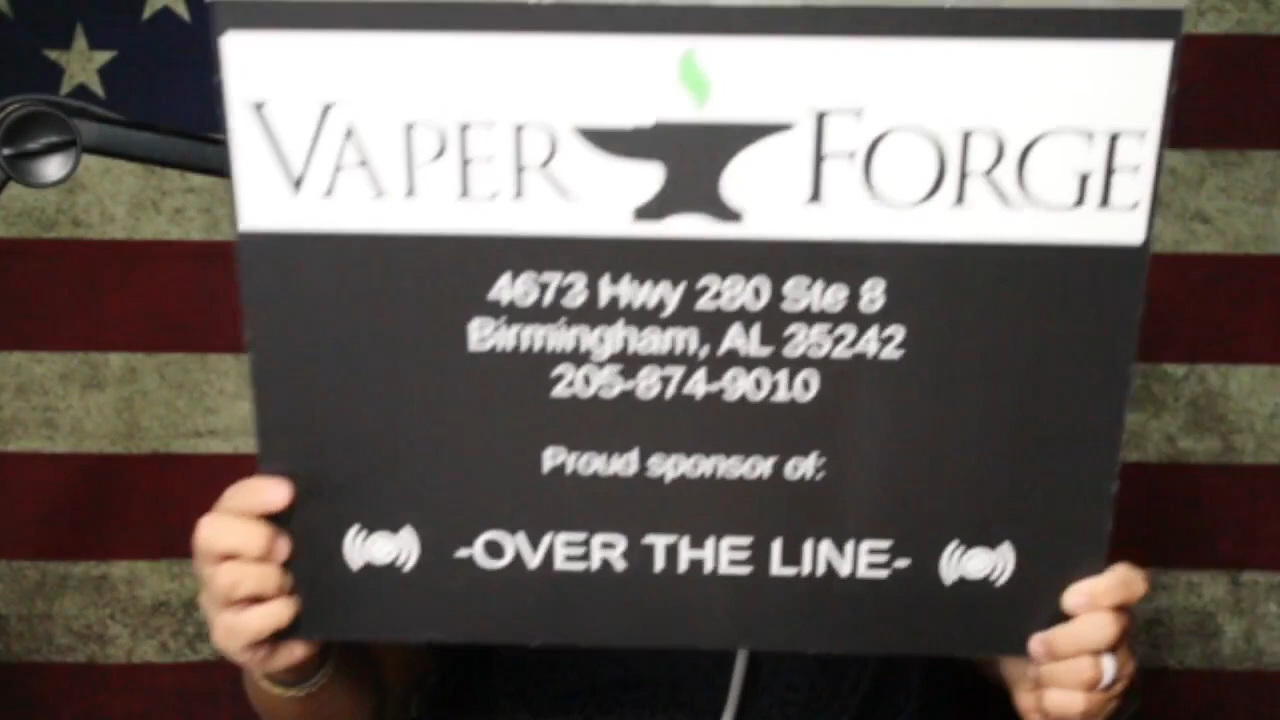 VAPER FORGE
4673 Hwy 280 Ste 8
Birmingham, AL 35242
205-874-9010
Proud sponsor of:
-OVER THE LINE-